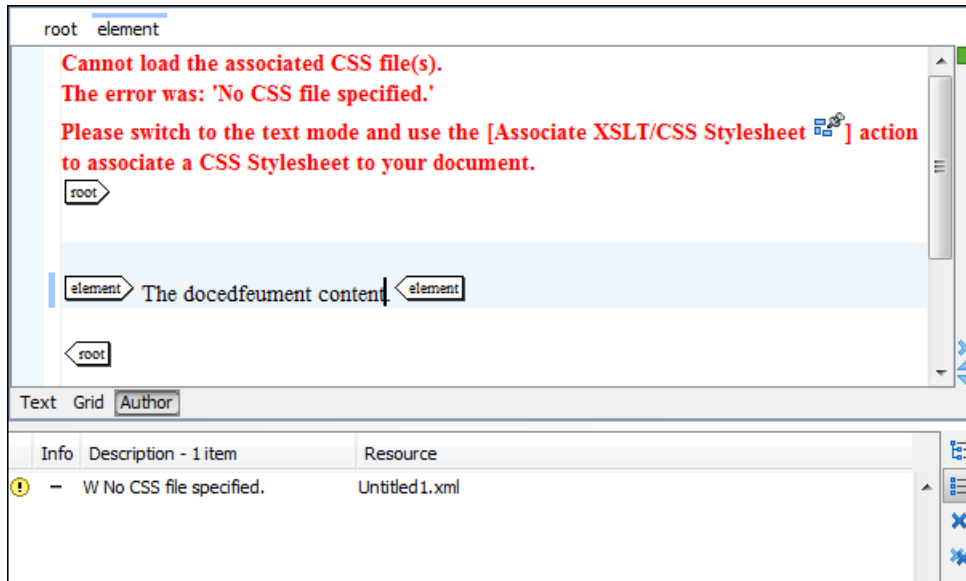 root element
Cannot load the associated CSS file(s).
The error was: 'No CSS file specified.'
Please switch to the text mode and use the [Associate XSLT/CSS Stylesheet ] action
to associate a CSS Stylesheet to your document.
root
element The docedfeument content. element
root
Text Grid Author
Info Description - 1 item Resource
W No CSS file specified. Untitled1.xml